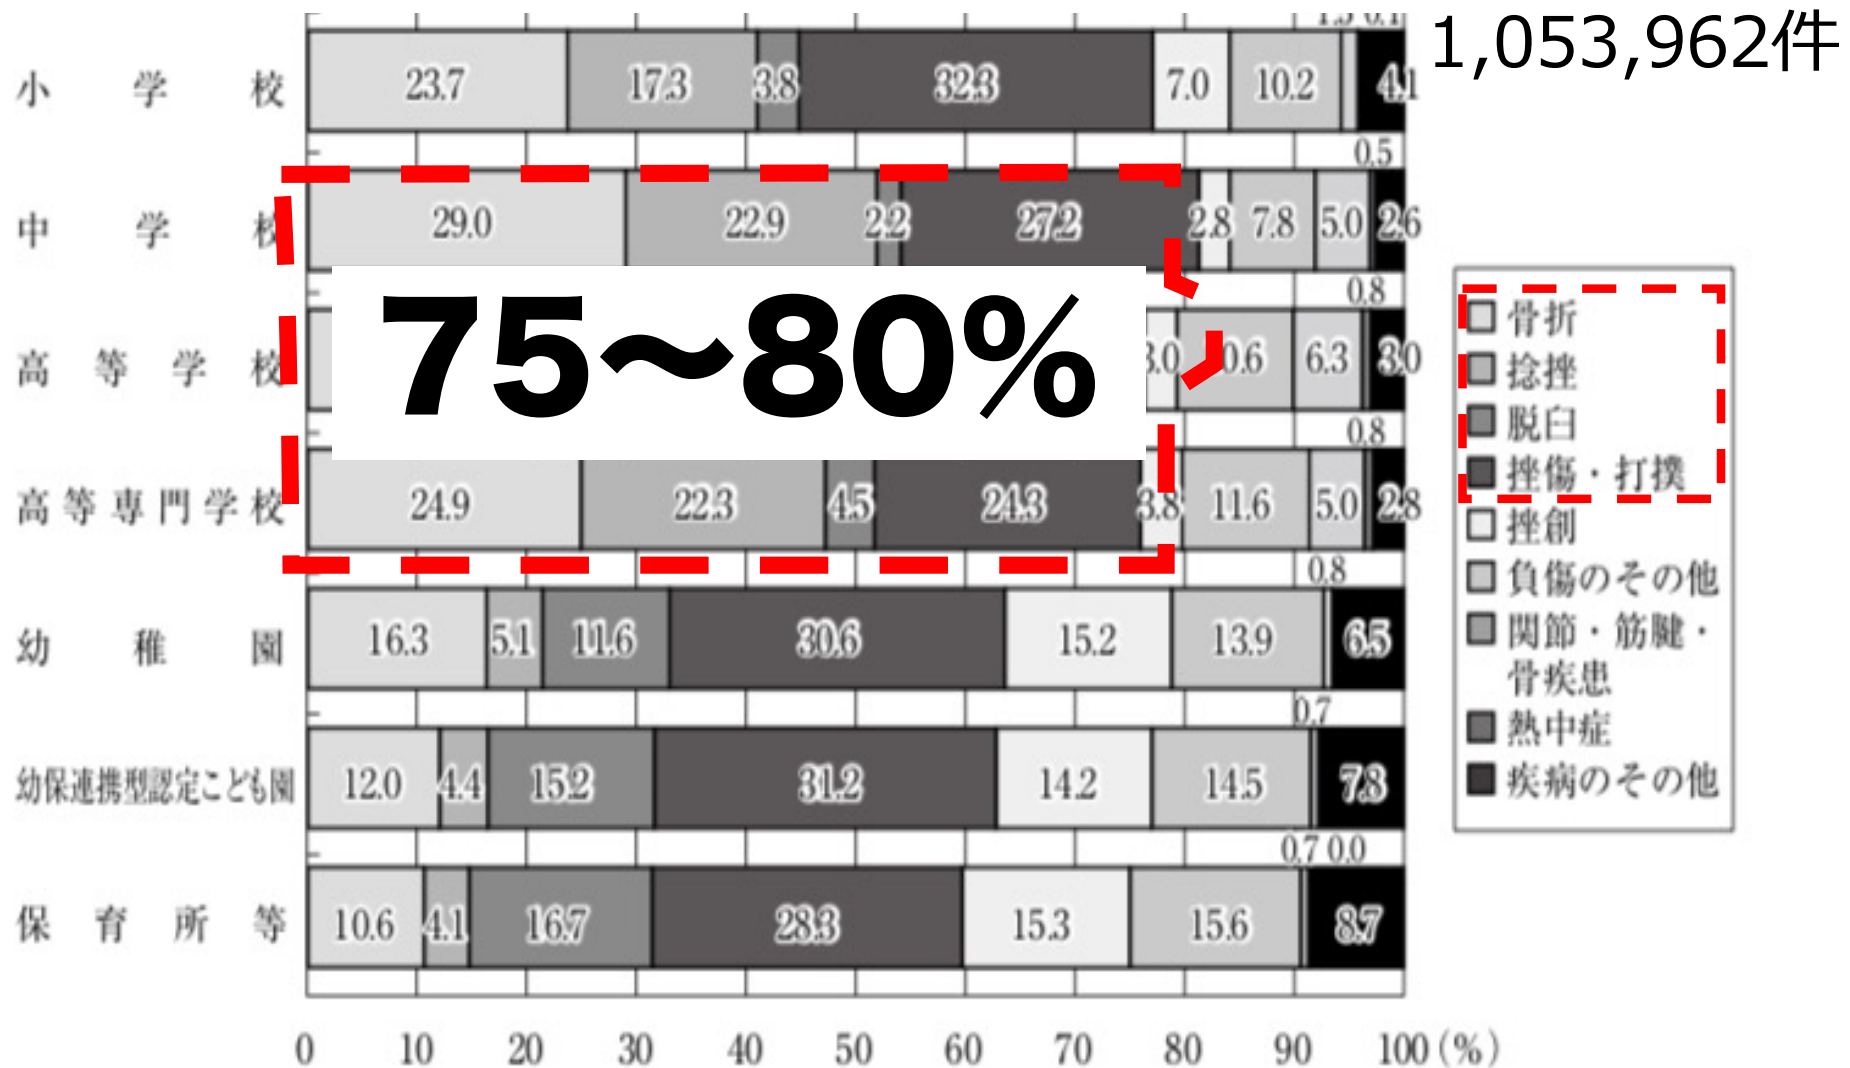 1.3 0.1
1,053,962件
小学校 23.7 17.3 3.8 32.3 7.0 10.2 4.1
0.5
中学校 29.0 22.9 2.2 27.2 2.8 7.8 5.0 2.6
0.8
高等学校 75～80% 6.3 3.0
0.8
高等専門学校 24.9 22.3 4.5 24.3 3.8 11.6 5.0 2.8
0.8
幼稚園 16.3 5.1 11.6 30.6 15.2 13.9 6.5
0.7
幼保連携型認定こども園 12.0 4.4 15.2 31.2 14.2 14.5 7.8
0.7 0.0
保育所等 10.6 4.1 16.7 28.3 15.3 15.6 8.7
0 10 20 30 40 50 60 70 80 90 100 (%)
骨折
捻挫
脱臼
挫傷・打撲
挫創
負傷のその他
関節・筋腱・
骨疾患
熱中症
疾病のその他